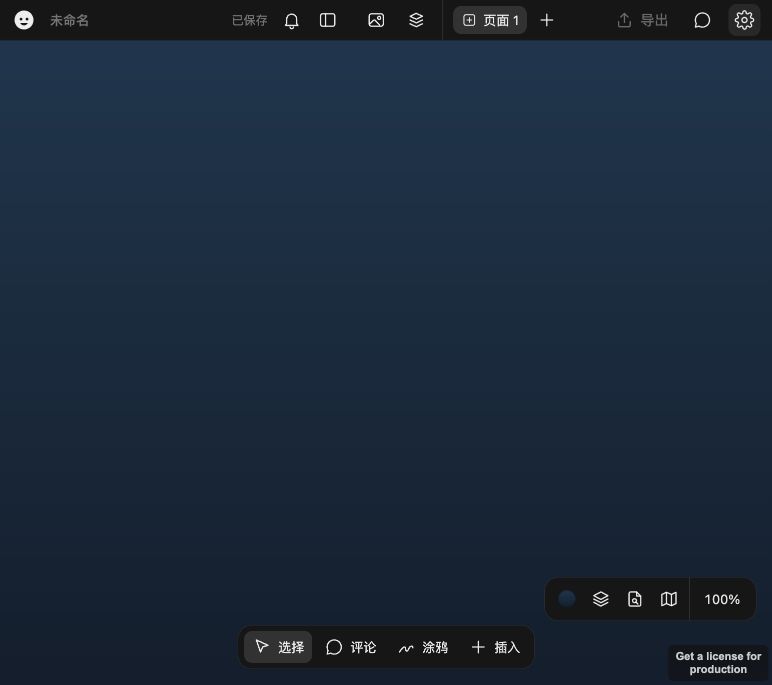 未命名
已保存
页面 1
导出
100%
选择
评论
涂鸦
插入
Get a license for
production